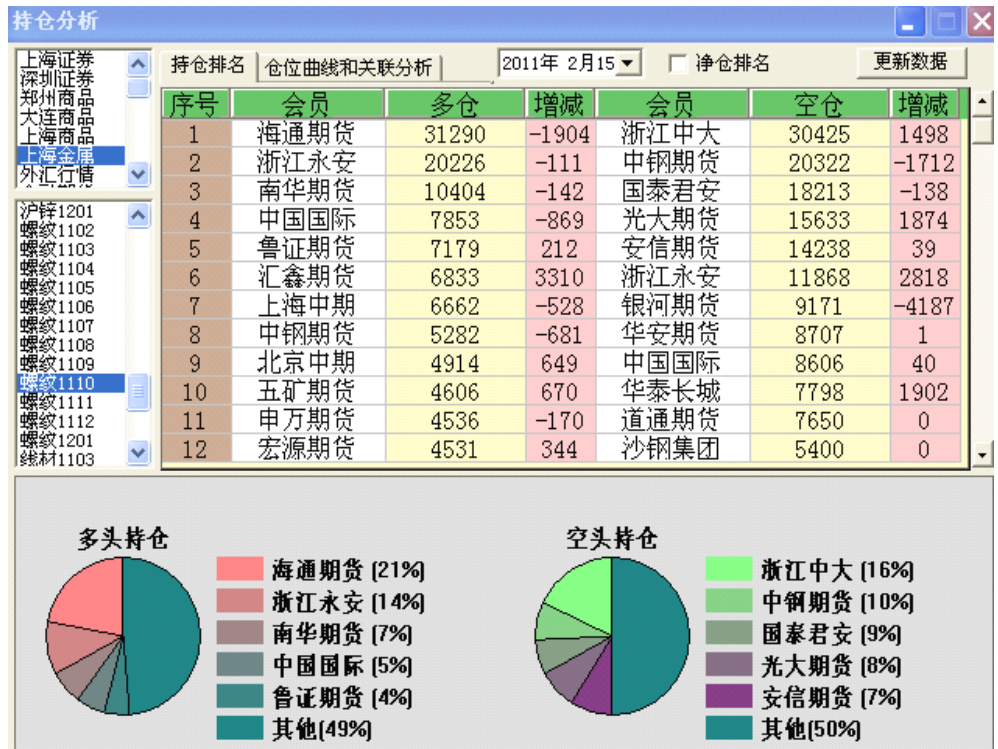 持仓分析
上海证券
深圳证券
郑州商品
大连商品
上海商品
上海金属
外汇行情
沪锌1201
螺纹1102
螺纹1103
螺纹1104
螺纹1105
螺纹1106
螺纹1107
螺纹1108
螺纹1109
螺纹1110
螺纹1111
螺纹1112
螺纹1201
线材1103
持仓排名 仓位曲线和关联分析 2011年 2月15 净仓排名 更新数据
序号 会员 多仓 增减 会员 空仓 增减
1 海通期货 31290 -1904 浙江中大 30425 1498
2 浙江永安 20226 -111 中钢期货 20322 -1712
3 南华期货 10404 -142 国泰君安 18213 -138
4 中国国际 7853 -869 光大期货 15633 1874
5 鲁证期货 7179 212 安信期货 14238 39
6 汇鑫期货 6833 3310 浙江永安 11868 2818
7 上海中期 6662 -528 银河期货 9171 -4187
8 中钢期货 5282 -681 华安期货 8707 1
9 北京中期 4914 649 中国国际 8606 40
10 五矿期货 4606 670 华泰长城 7798 1902
11 申万期货 4536 -170 道通期货 7650 0
12 宏源期货 4531 344 沙钢集团 5400 0
多头持仓
海通期货 (21%)
浙江永安 (14%)
南华期货 (7%)
中国国际 (5%)
鲁证期货 (4%)
其他(49%)
空头持仓
浙江中大 (16%)
中钢期货 (10%)
国泰君安 (9%)
光大期货 (8%)
安信期货 (7%)
其他(50%)